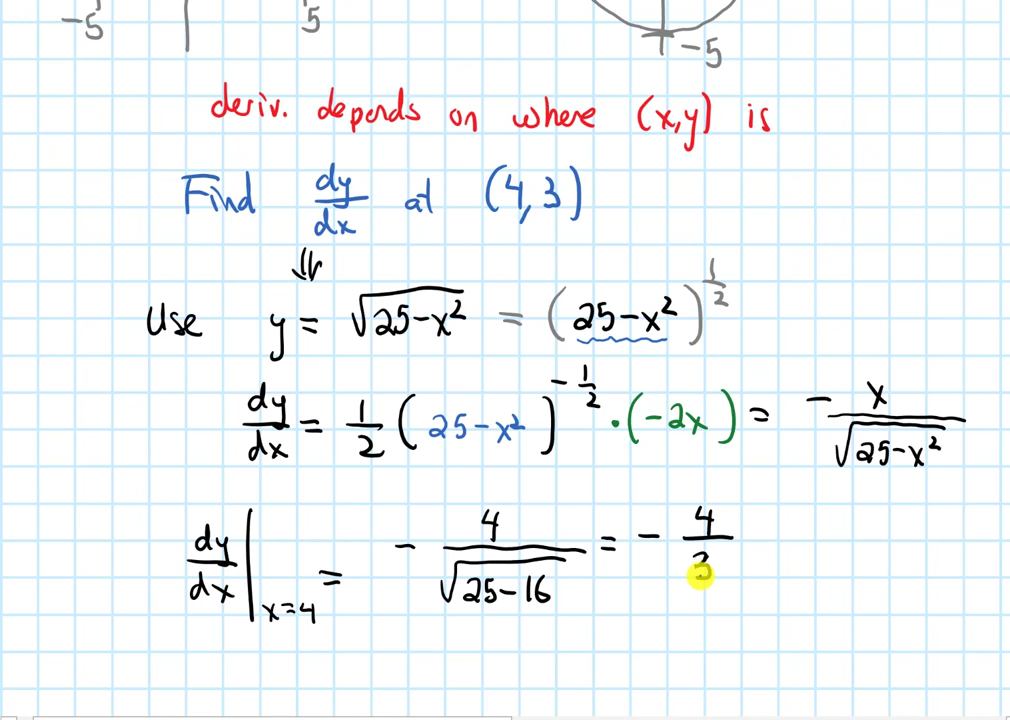 -5 5 -5
deriv. depends on where (x,y) is
Find dy/dx at (4,3)
⇓
Use y = √(25-x²) = (25-x²)^(1/2)
dy/dx = 1/2 (25-x²)^(-1/2) · (-2x) = - x/√(25-x²)
dy/dx |x=4 = - 4/√(25-16) = - 4/3